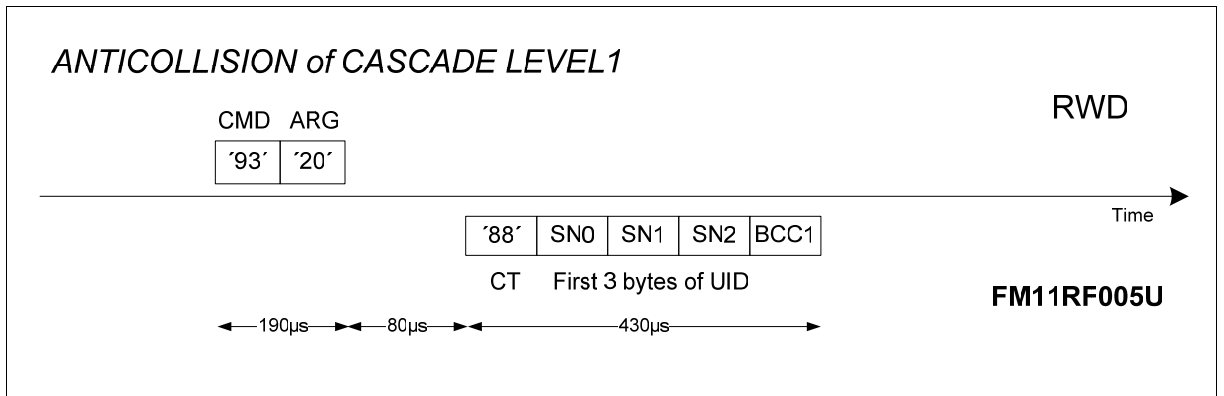 ANTICOLLISION of CASCADE LEVEL1
RWD
CMD ARG
´93´ ´20´
Time
´88´ SN0 SN1 SN2 BCC1
CT First 3 bytes of UID
FM11RF005U
190µs 80µs 430µs